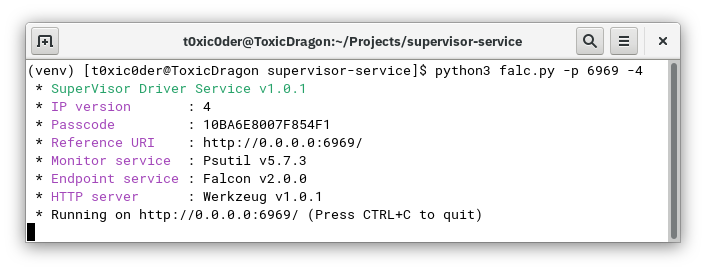 t0xic0der@ToxicDragon:~/Projects/supervisor-service
(venv) [t0xic0der@ToxicDragon supervisor-service]$ python3 falc.py -p 6969 -4
 * SuperVisor Driver Service v1.0.1
 * IP version       : 4
 * Passcode         : 10BA6E8007F854F1
 * Reference URI    : http://0.0.0.0:6969/
 * Monitor service  : Psutil v5.7.3
 * Endpoint service : Falcon v2.0.0
 * HTTP server      : Werkzeug v1.0.1
 * Running on http://0.0.0.0:6969/ (Press CTRL+C to quit)